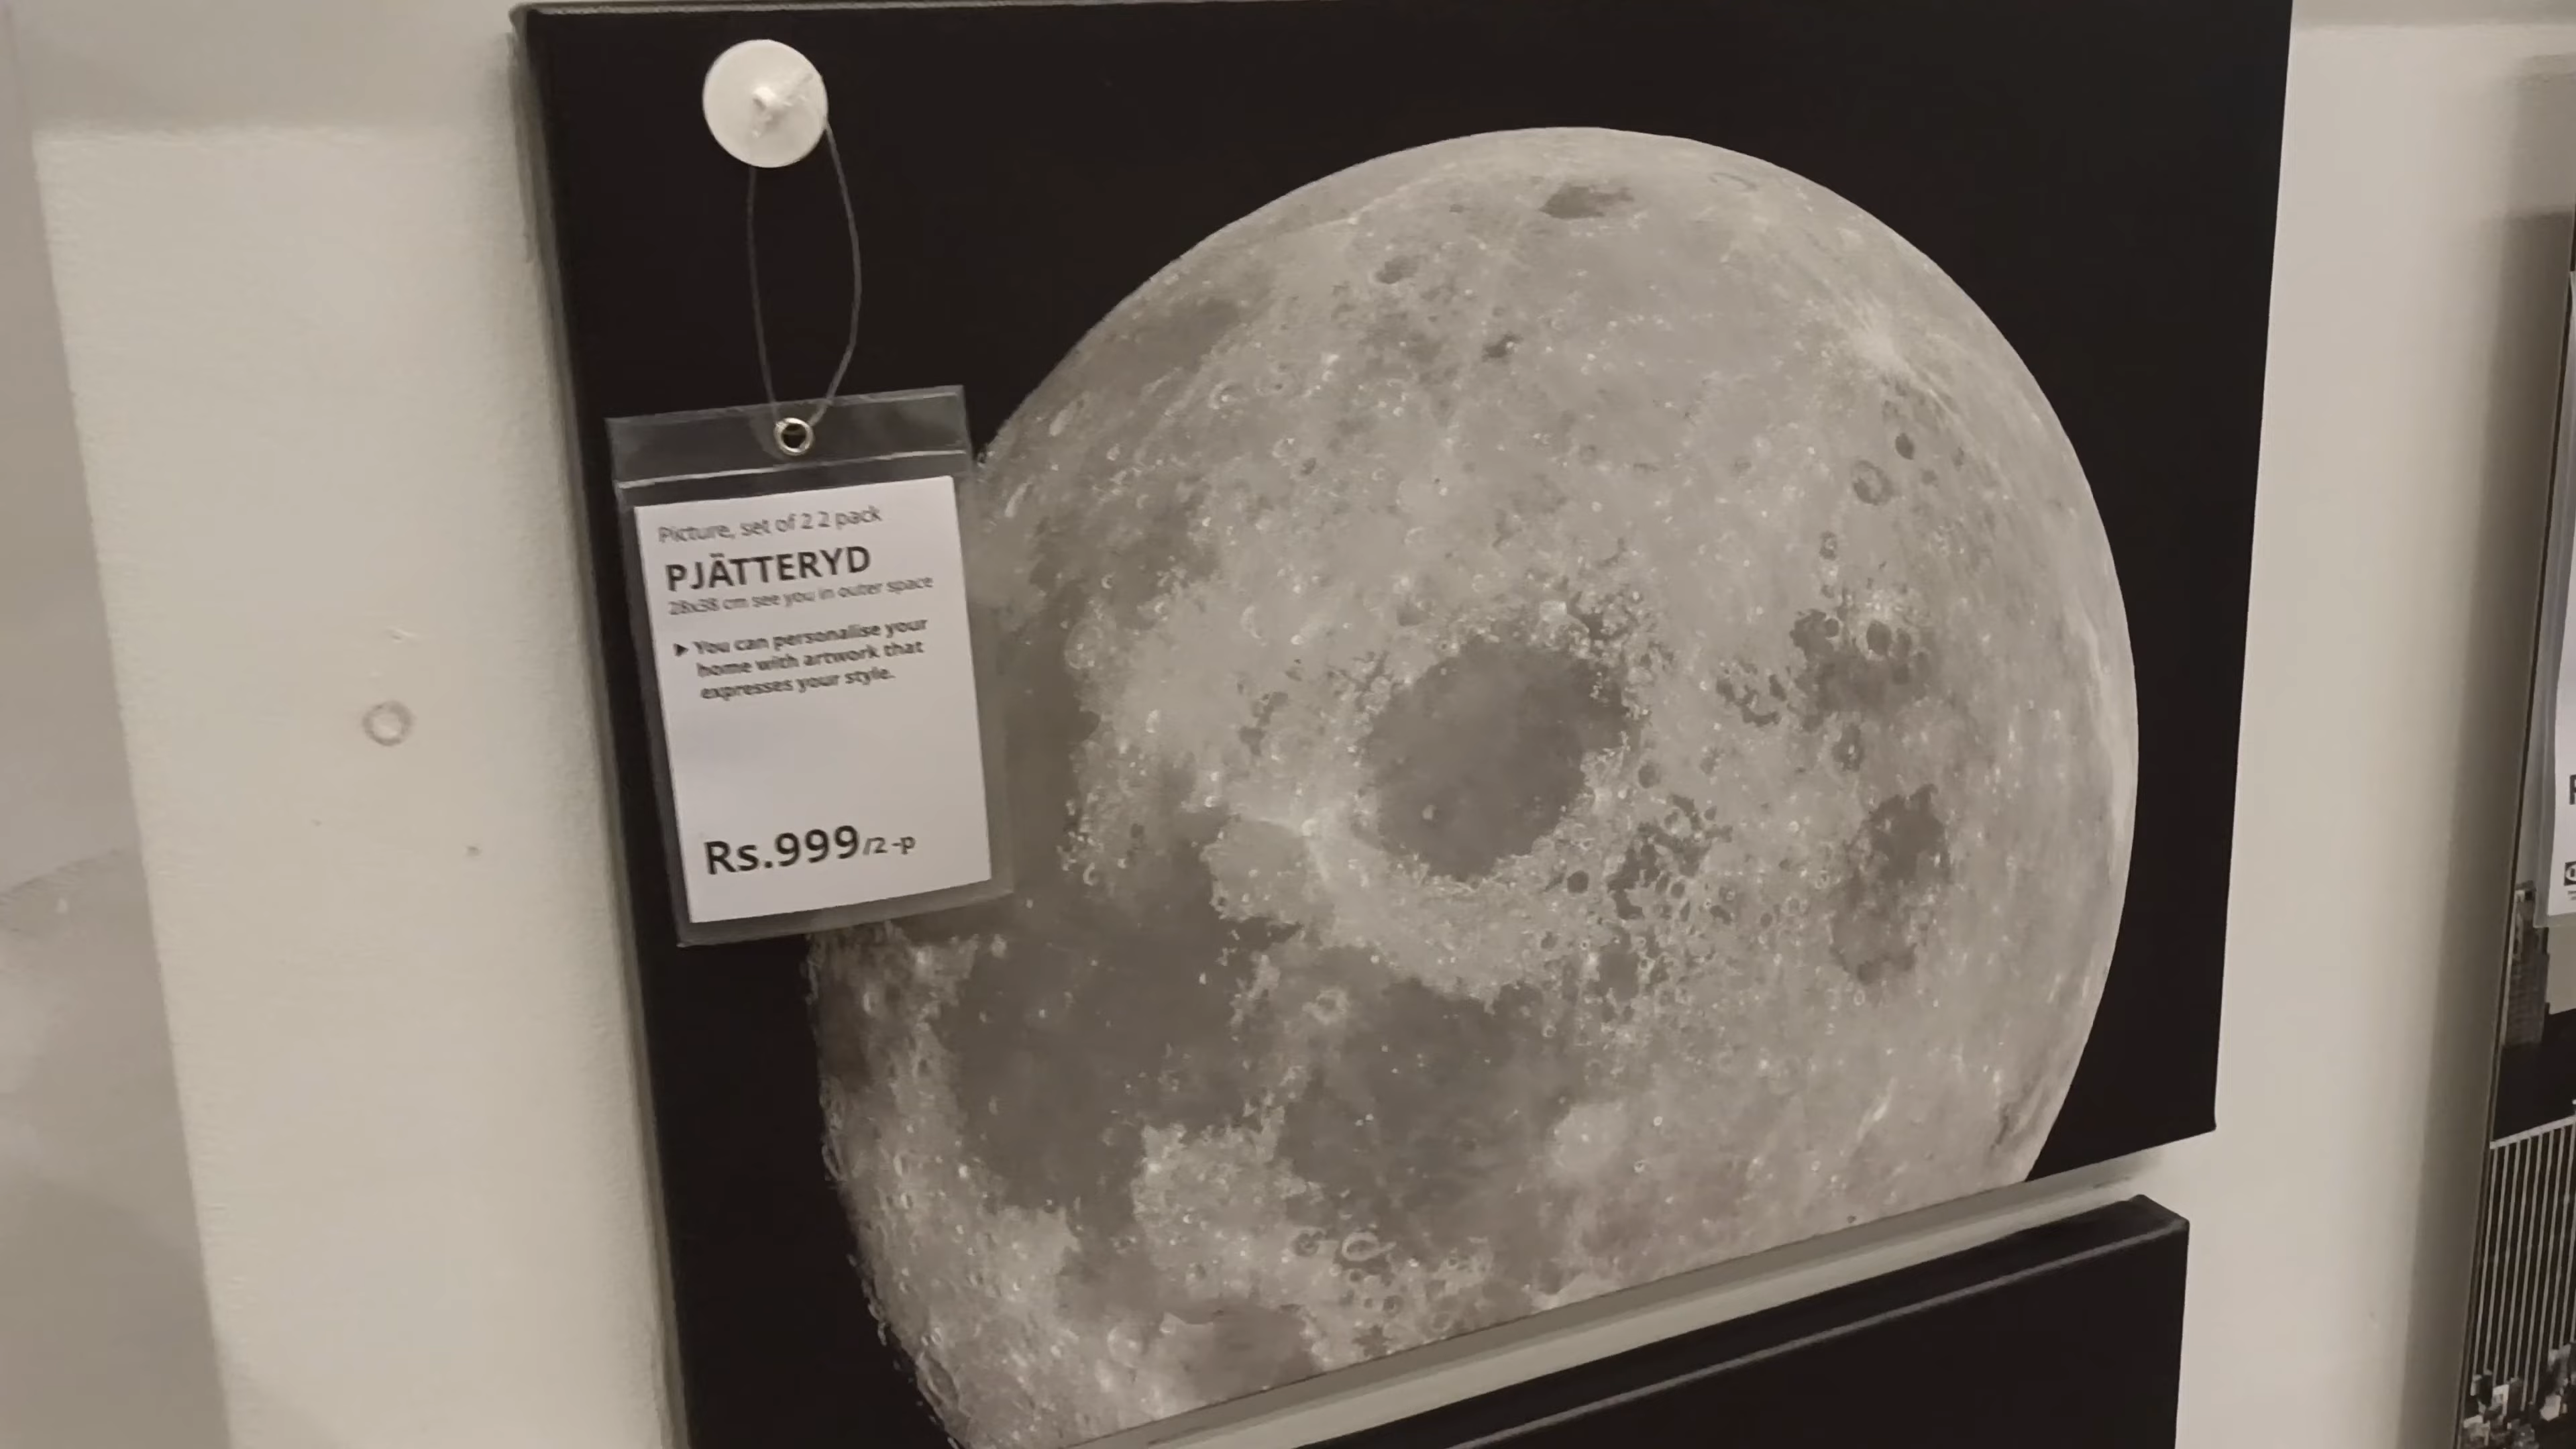 Picture, set of 2 2 pack
PJÄTTERYD
28x38 cm see you in outer space
▶ You can personalise your
home with artwork that
expresses your style.
Rs.999/2 -p